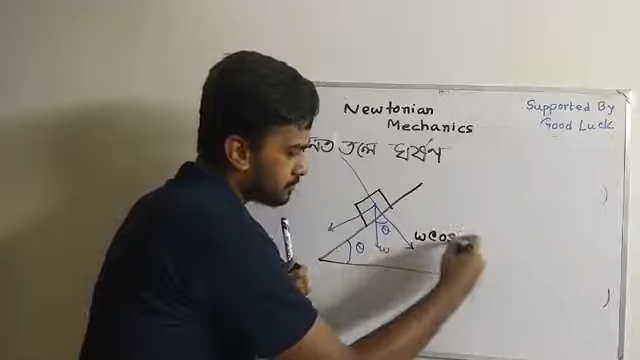 Newtonian
Mechanics
Supported By
Good Luck
তলে ঘর্ষণ
θ
θ
w
wcos